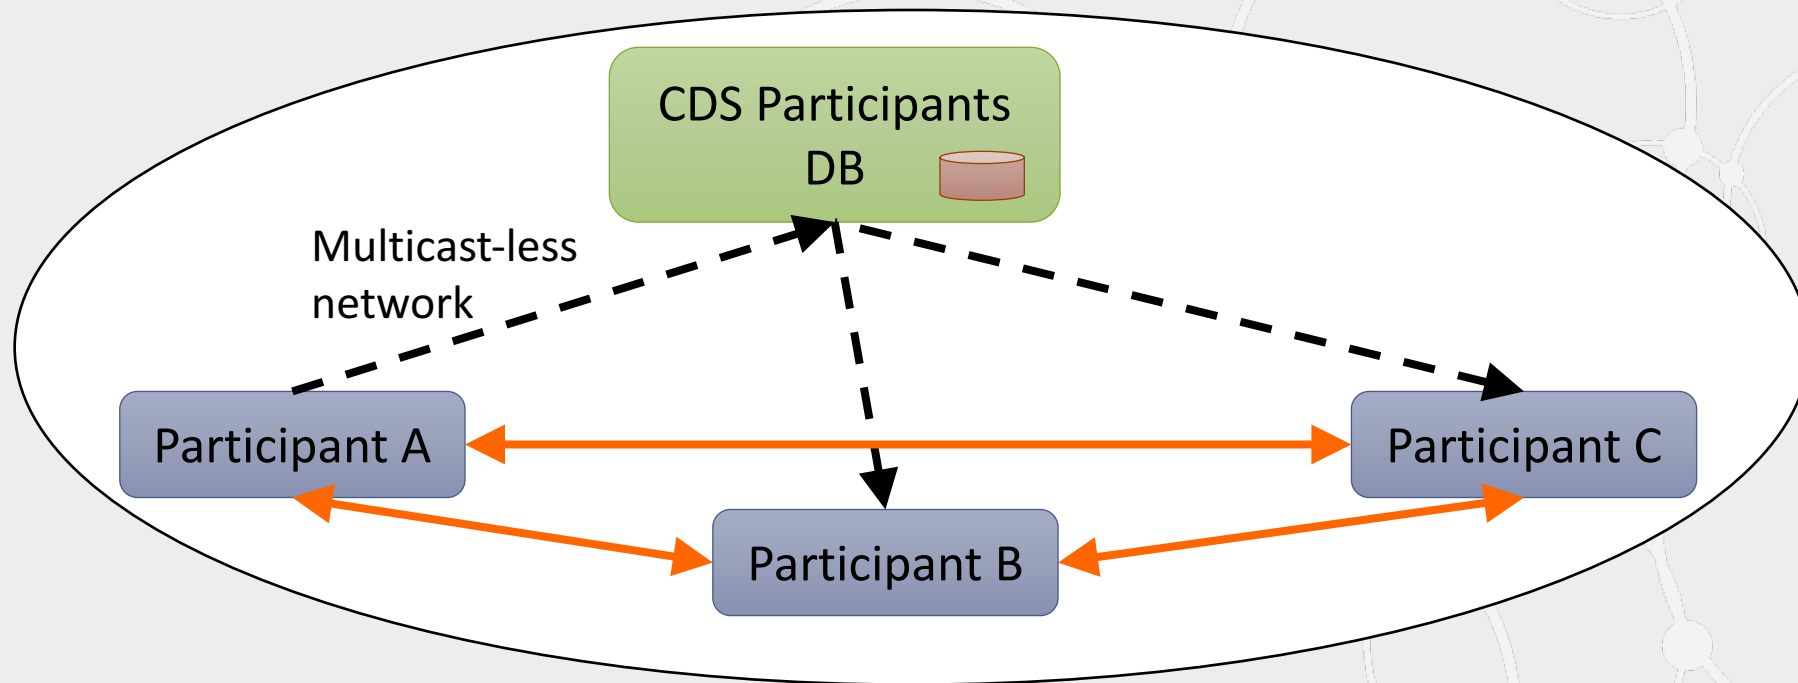 CDS Participants
DB
Multicast-less
network
Participant A
Participant C
Participant B